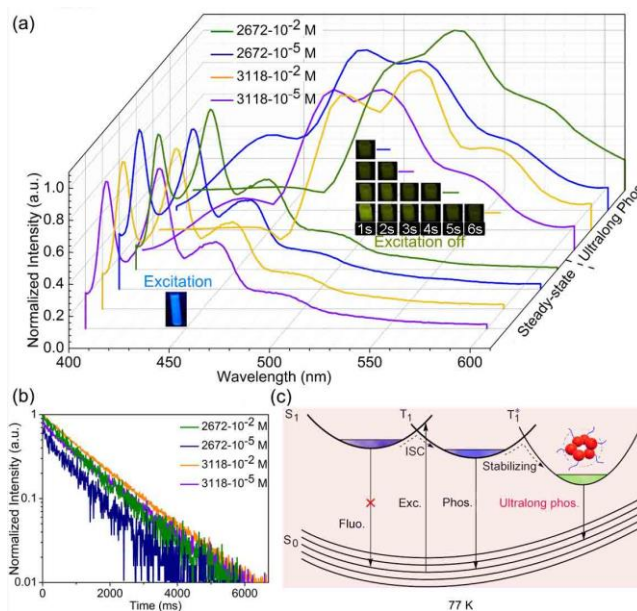 (a)
2672-10-2 M
2672-10-5 M
3118-10-2 M
3118-10-5 M
Normalized Intensity (a.u.)
1.0
0.8
0.6
0.4
0.2
0.0
400
450
500
550
600
Wavelength (nm)
Steady-state
Ultralong Phos.
Excitation
1s 2s 3s 4s 5s 6s
Excitation off
(b)
Normalized Intensity (a.u.)
1
0.1
0.01
2672-10-2 M
2672-10-5 M
3118-10-2 M
3118-10-5 M
0
2000
4000
6000
Time (ms)
(c)
S1
T1
T1*
ISC
Stabilizing
Fluo.
Exc.
Phos.
Ultralong phos.
S0
77 K